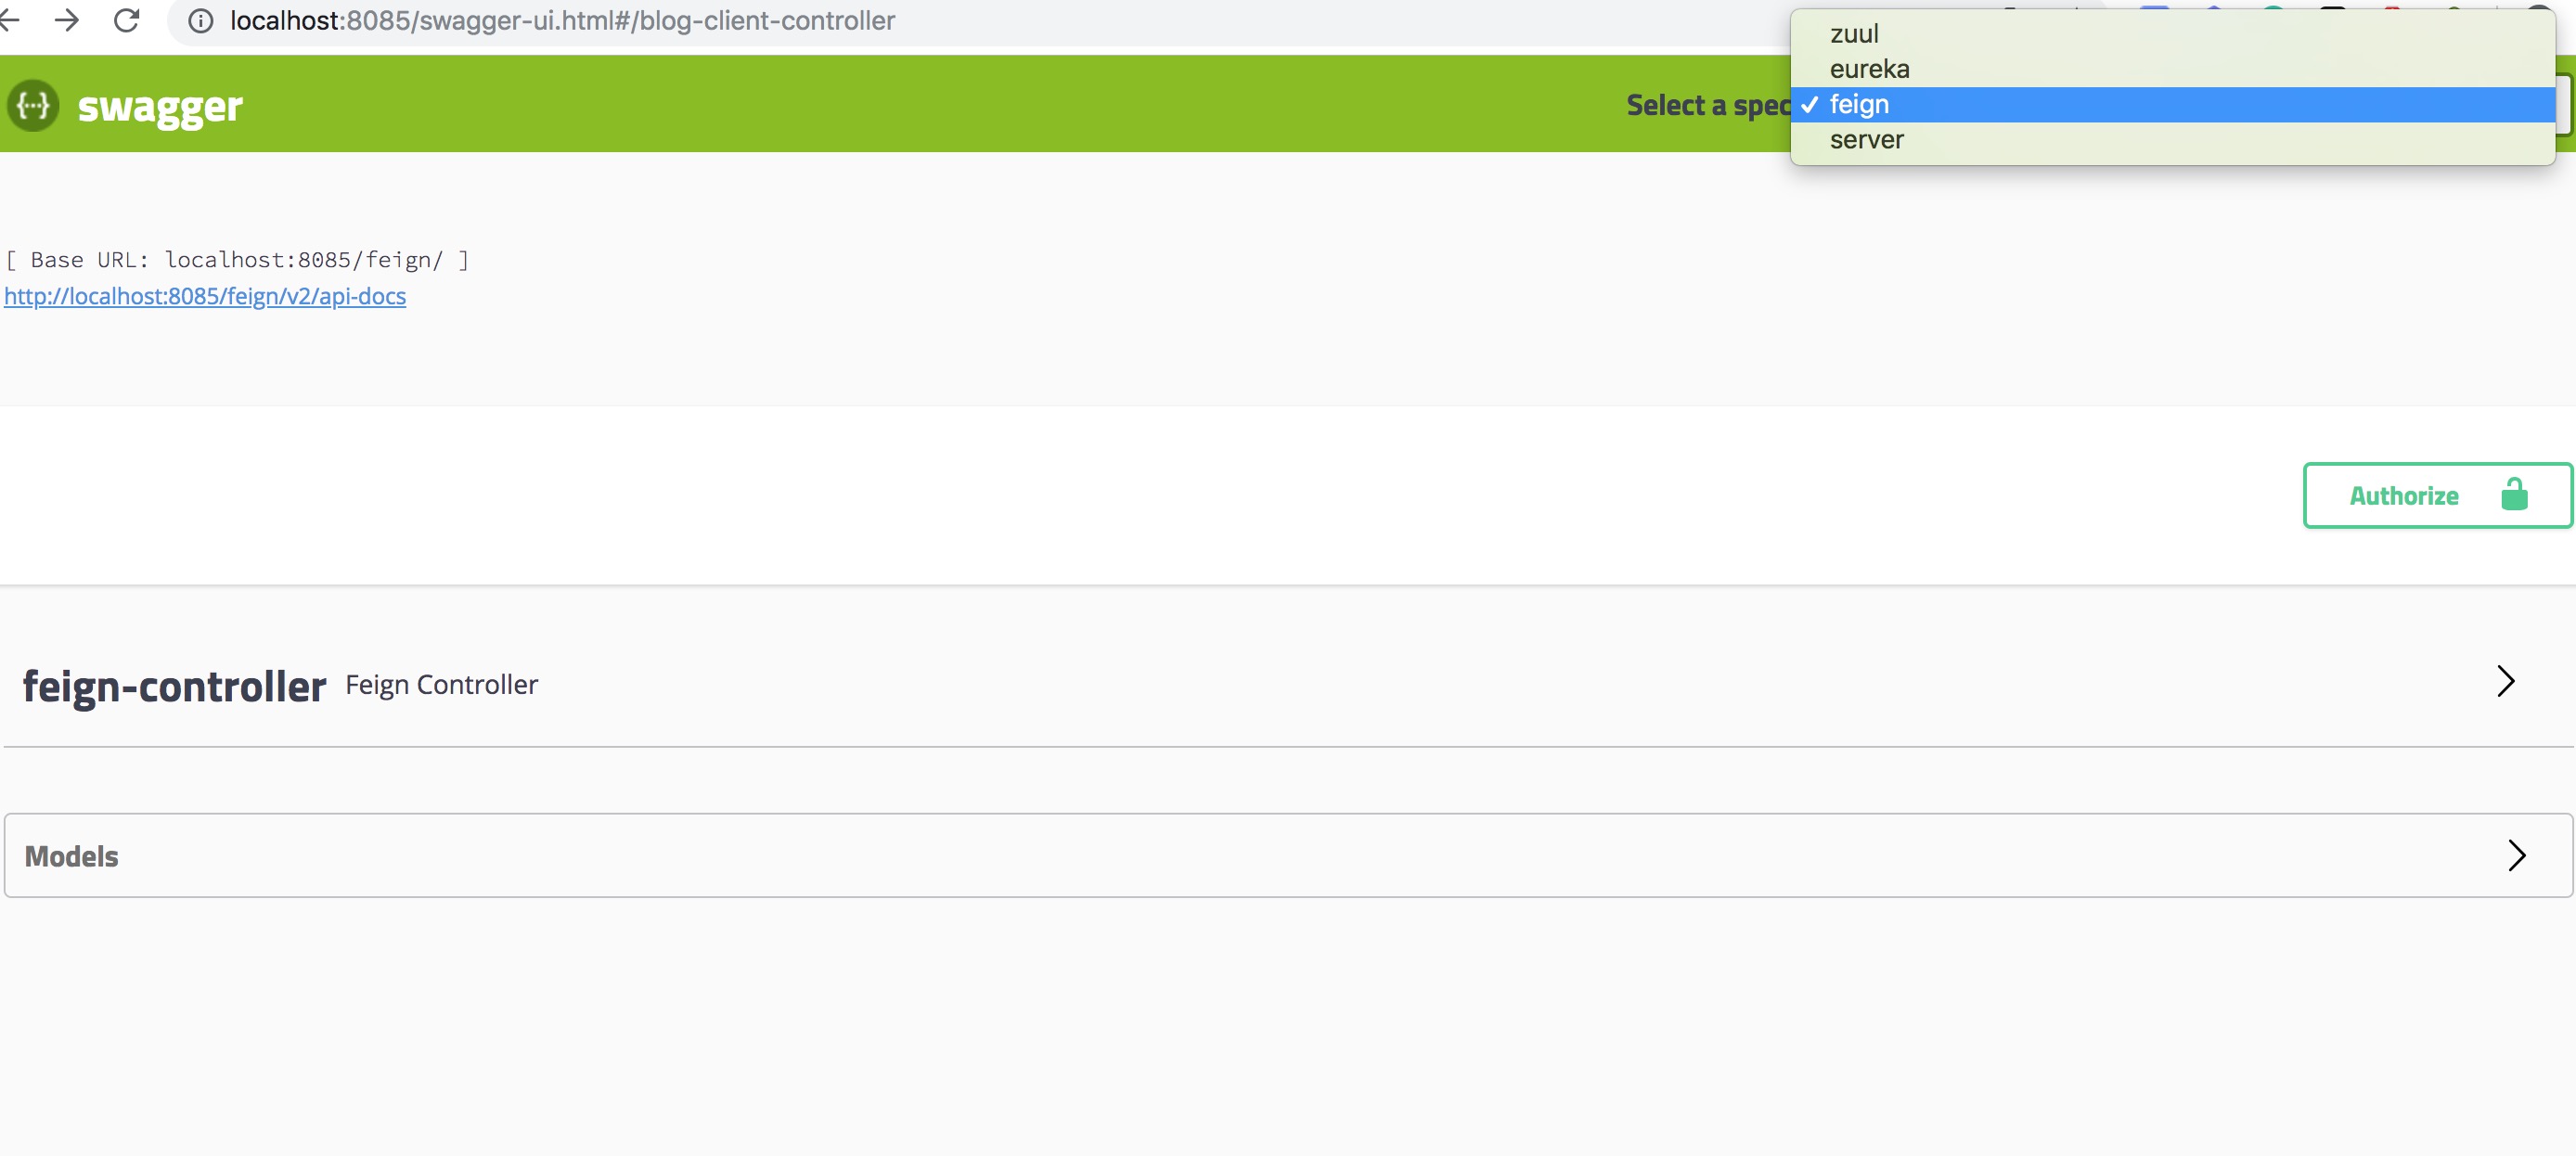 localhost:8085/swagger-ui.html#/blog-client-controller
swagger
Select a spec
zuul
eureka
✓ feign
server
[ Base URL: localhost:8085/feign/ ]
http://localhost:8085/feign/v2/api-docs
Authorize
feign-controller Feign Controller
Models